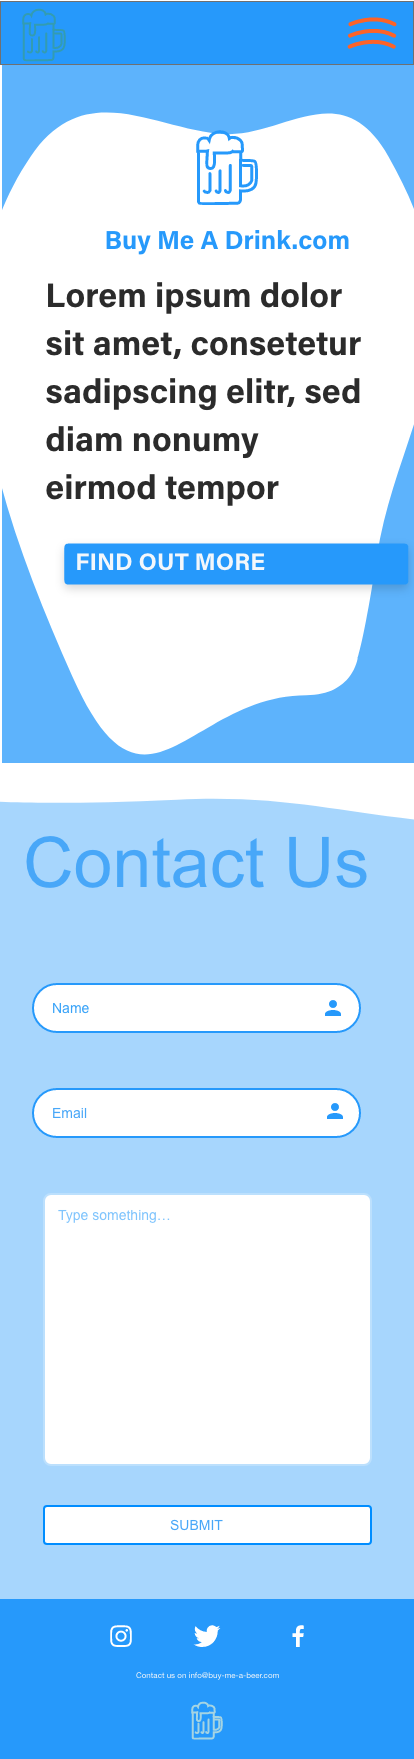 Buy Me A Drink.com
Lorem ipsum dolor
sit amet, consetetur
sadipscing elitr, sed
diam nonumy
eirmod tempor
FIND OUT MORE
Contact Us
Name
Email
Type something...
SUBMIT
Contact us on info@buy-me-a-beer.com